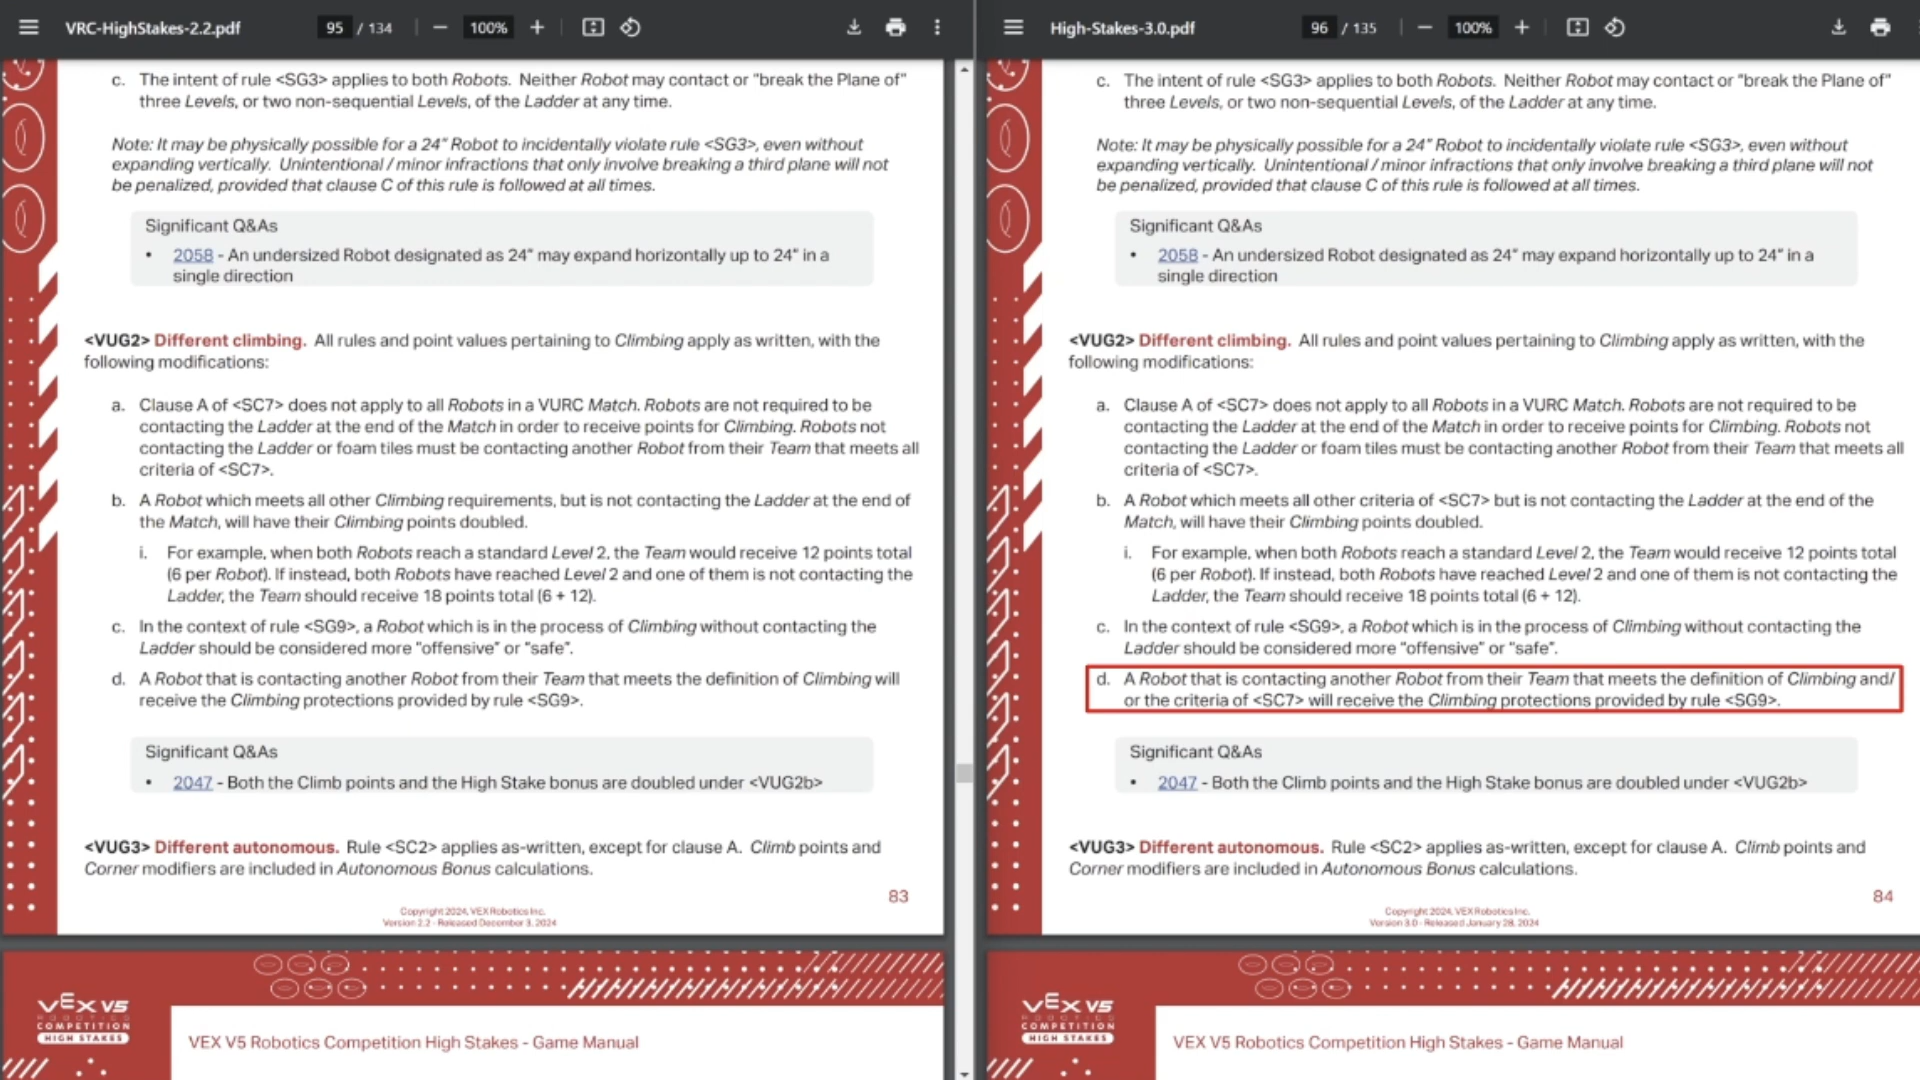 VRC-HighStakes-2.2.pdf
95 / 134
100%
c. The intent of rule <SG3> applies to both Robots. Neither Robot may contact or "break the Plane of"
three Levels, or two non-sequential Levels, of the Ladder at any time.
Note: It may be physically possible for a 24" Robot to incidentally violate rule <SG3>, even without
expanding vertically. Unintentional / minor infractions that only involve breaking a third plane will not
be penalized, provided that clause C of this rule is followed at all times.
Significant Q&As
• 2058 - An undersized Robot designated as 24" may expand horizontally up to 24" in a
single direction
<VUG2> Different climbing. All rules and point values pertaining to Climbing apply as written, with the
following modifications:
a. Clause A of <SC7> does not apply to all Robots in a VURC Match. Robots are not required to be
contacting the Ladder at the end of the Match in order to receive points for Climbing. Robots not
contacting the Ladder or foam tiles must be contacting another Robot from their Team that meets all
criteria of <SC7>.
b. A Robot which meets all other Climbing requirements, but is not contacting the Ladder at the end of
the Match, will have their Climbing points doubled.
i. For example, when both Robots reach a standard Level 2, the Team would receive 12 points total
(6 per Robot). If instead, both Robots have reached Level 2 and one of them is not contacting the
Ladder, the Team should receive 18 points total (6 + 12).
c. In the context of rule <SG9>, a Robot which is in the process of Climbing without contacting the
Ladder should be considered more "offensive" or "safe".
d. A Robot that is contacting another Robot from their Team that meets the definition of Climbing will
receive the Climbing protections provided by rule <SG9>.
Significant Q&As
• 2047 - Both the Climb points and the High Stake bonus are doubled under <VUG2b>
<VUG3> Different autonomous. Rule <SC2> applies as-written, except for clause A. Climb points and
Corner modifiers are included in Autonomous Bonus calculations.
83
Copyright 2024, VEX Robotics Inc.
Version 2.2 - Released December 3, 2024
VEX V5
ROBOTICS
COMPETITION
HIGH STAKES
VEX V5 Robotics Competition High Stakes - Game Manual
High-Stakes-3.0.pdf
96 / 135
100%
c. The intent of rule <SG3> applies to both Robots. Neither Robot may contact or "break the Plane of"
three Levels, or two non-sequential Levels, of the Ladder at any time.
Note: It may be physically possible for a 24" Robot to incidentally violate rule <SG3>, even without
expanding vertically. Unintentional / minor infractions that only involve breaking a third plane will not
be penalized, provided that clause C of this rule is followed at all times.
Significant Q&As
• 2058 - An undersized Robot designated as 24" may expand horizontally up to 24" in a
single direction
<VUG2> Different climbing. All rules and point values pertaining to Climbing apply as written, with the
following modifications:
a. Clause A of <SC7> does not apply to all Robots in a VURC Match. Robots are not required to be
contacting the Ladder at the end of the Match in order to receive points for Climbing. Robots not
contacting the Ladder or foam tiles must be contacting another Robot from their Team that meets all
criteria of <SC7>.
b. A Robot which meets all other criteria of <SC7> but is not contacting the Ladder at the end of the
Match, will have their Climbing points doubled.
i. For example, when both Robots reach a standard Level 2, the Team would receive 12 points total
(6 per Robot). If instead, both Robots have reached Level 2 and one of them is not contacting the
Ladder, the Team should receive 18 points total (6 + 12).
c. In the context of rule <SG9>, a Robot which is in the process of Climbing without contacting the
Ladder should be considered more "offensive" or "safe".
d. A Robot that is contacting another Robot from their Team that meets the definition of Climbing and/
or the criteria of <SC7> will receive the Climbing protections provided by rule <SG9>.
Significant Q&As
• 2047 - Both the Climb points and the High Stake bonus are doubled under <VUG2b>
<VUG3> Different autonomous. Rule <SC2> applies as-written, except for clause A. Climb points and
Corner modifiers are included in Autonomous Bonus calculations.
84
Copyright 2024, VEX Robotics Inc.
Version 3.0 - Released January 28, 2024
VEX V5
ROBOTICS
COMPETITION
HIGH STAKES
VEX V5 Robotics Competition High Stakes - Game Manual